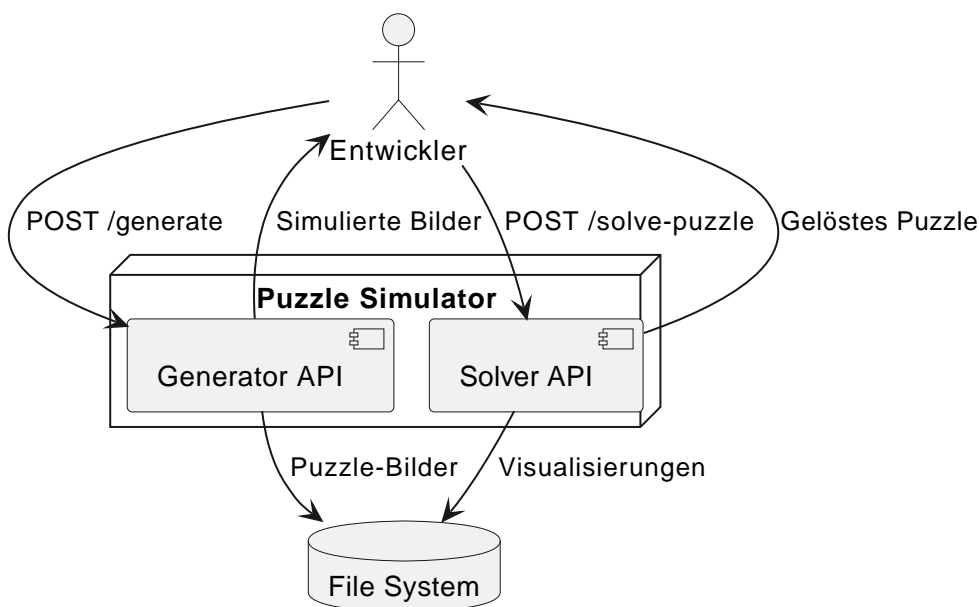 Entwickler
POST /generate
Simulierte Bilder
POST /solve-puzzle
Gelöstes Puzzle
Puzzle Simulator
Generator API
Solver API
Puzzle-Bilder
Visualisierungen
File System